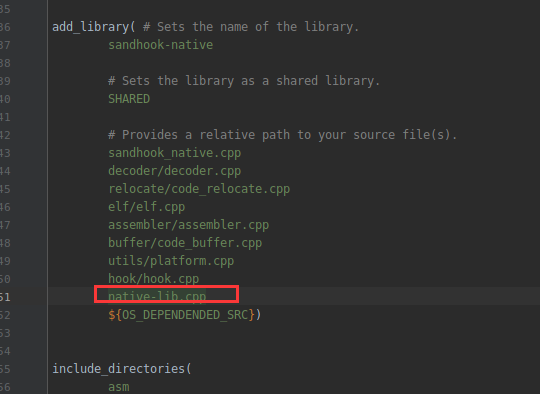 35
36 add_library( # Sets the name of the library.
37 sandhook-native
38
39 # Sets the library as a shared library.
40 SHARED
41
42 # Provides a relative path to your source file(s).
43 sandhook_native.cpp
44 decoder/decoder.cpp
45 relocate/code_relocate.cpp
46 elf/elf.cpp
47 assembler/assembler.cpp
48 buffer/code_buffer.cpp
49 utils/platform.cpp
50 hook/hook.cpp
51 native-lib.cpp
52 ${OS_DEPENDENDED_SRC})
53
54
55 include_directories(
56 asm